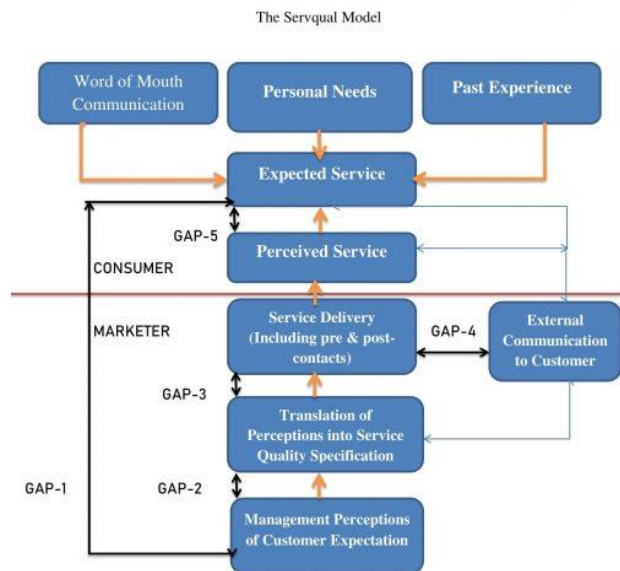 The Servqual Model
Word of Mouth
Communication
Personal Needs
Past Experience
Expected Service
GAP-5
Perceived Service
CONSUMER
MARKETER
Service Delivery
(Including pre & post-
contacts)
GAP-4
External
Communication
to Customer
GAP-3
Translation of
Perceptions into Service
Quality Specification
GAP-1
GAP-2
Management Perceptions
of Customer Expectation